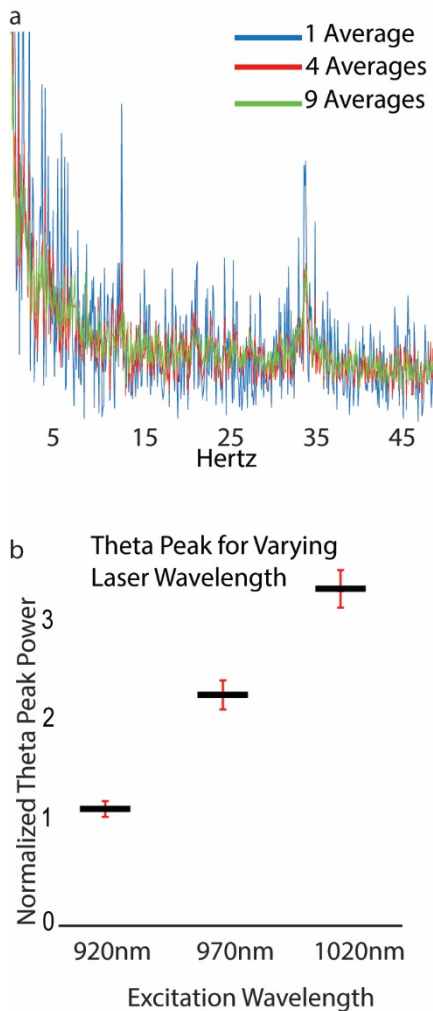 a
1 Average
4 Averages
9 Averages
5 15 25 35 45
Hertz
b
Theta Peak for Varying
Laser Wavelength
Normalized Theta Peak Power
3
2
1
0
920nm 970nm 1020nm
Excitation Wavelength